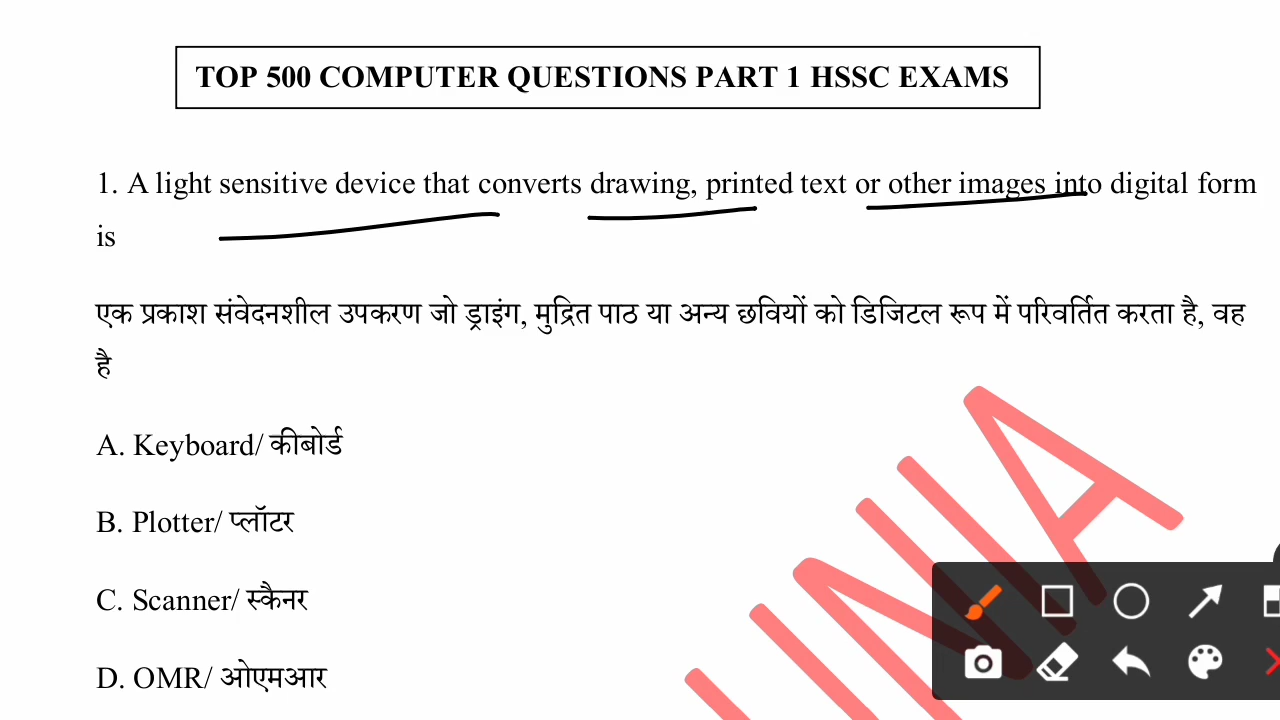 TOP 500 COMPUTER QUESTIONS PART 1 HSSC EXAMS
1. A light sensitive device that converts drawing, printed text or other images into digital form
is
एक प्रकाश संवेदनशील उपकरण जो ड्राइंग, मुद्रित पाठ या अन्य छवियों को डिजिटल रूप में परिवर्तित करता है, वह
है
A. Keyboard/ कीबोर्ड
B. Plotter/ प्लॉटर
C. Scanner/ स्कैनर
D. OMR/ ओएमआर